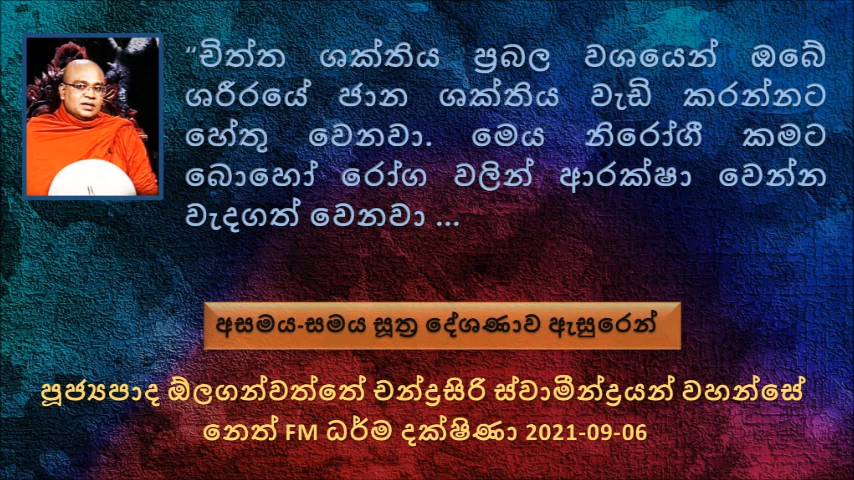 “චිත්ත ශක්තිය ප්‍රබල වශයෙන් ඔබේ
ශරීරයේ ජාන ශක්තිය වැඩි කරන්නට
හේතු වෙනවා. මෙය නිරෝගී කමට
බොහෝ රෝග වලින් ආරක්ෂා වෙන්න
වැදගත් වෙනවා ...
අසමය-සමය සූත්‍ර දේශණාව ඇසුරෙන්
පූජ්‍යපාද ඕලගන්වත්තේ චන්ද්‍රසිරි ස්වාමීන්ද්‍රයන් වහන්සේ
නෙත් FM ධර්ම දක්ෂිණා 2021-09-06